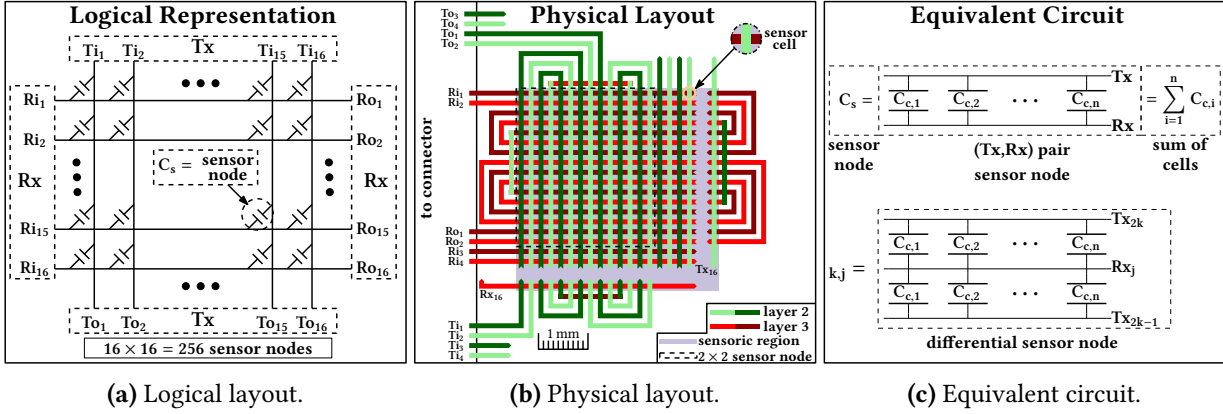 Logical Representation
Ti1 Ti2 Tx Ti15 Ti16
Ri1 Ro1
Ri2 Ro2
Cs = sensor node
Rx Rx
Ri15 Ro15
Ri16 Ro16
To1 To2 Tx To15 To16
16 × 16 = 256 sensor nodes
(a) Logical layout.
Physical Layout
To3
To4
To1
To2
sensor
cell
Ri1
Ri2
to connector
Ro1
Ro2
Ri3
Ri4
Tx16
Rx16
Ti1
Ti2
Ti3
Ti4
1 mm
layer 2
layer 3
sensoric region
2 × 2 sensor node
(b) Physical layout.
Equivalent Circuit
Tx
Cs = Cc,1 Cc,2 · · · Cc,n = n ∑ i=1 Cc,i
Rx
sensor
node
(Tx,Rx) pair
sensor node
sum of
cells
Tx2k
Cc,1 Cc,2 · · · Cc,n
k,j = Rxj
Cc,1 Cc,2 · · · Cc,n
Tx2k−1
differential sensor node
(c) Equivalent circuit.